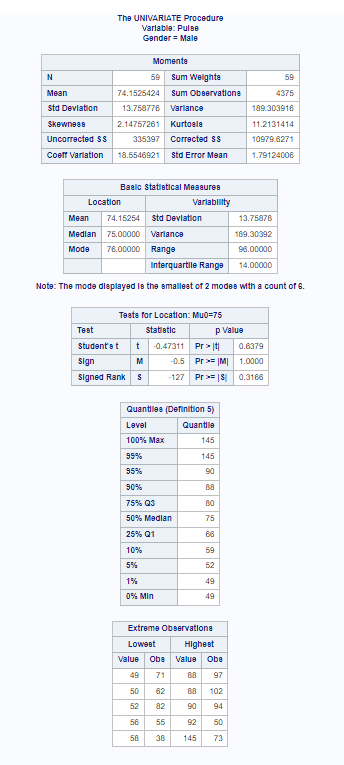 The UNIVARIATE Procedure
Variable: Pulse
Gender = Male
Moments
N 59 Sum Weights 59
Mean 74.1525424 Sum Observations 4375
Std Deviation 13.758776 Variance 189.303916
Skewness 2.14757261 Kurtosis 11.2131414
Uncorrected SS 335397 Corrected SS 10979.6271
Coeff Variation 18.5546921 Std Error Mean 1.79124006
Basic Statistical Measures
Location Variability
Mean 74.15254 Std Deviation 13.75878
Median 75.00000 Variance 189.30392
Mode 76.00000 Range 96.00000
Interquartile Range 14.00000
Note: The mode displayed is the smallest of 2 modes with a count of 6.
Tests for Location: Mu0=75
Test Statistic p Value
Student's t t -0.47311 Pr > |t| 0.6379
Sign M -0.5 Pr >= |M| 1.0000
Signed Rank S -127 Pr >= |S| 0.3166
Quantiles (Definition 5)
Level Quantile
100% Max 145
99% 145
95% 90
90% 88
75% Q3 80
50% Median 75
25% Q1 66
10% 59
5% 52
1% 49
0% Min 49
Extreme Observations
Lowest Highest
Value Obs Value Obs
49 71 88 97
50 62 88 102
52 82 90 94
56 55 92 50
58 38 145 73